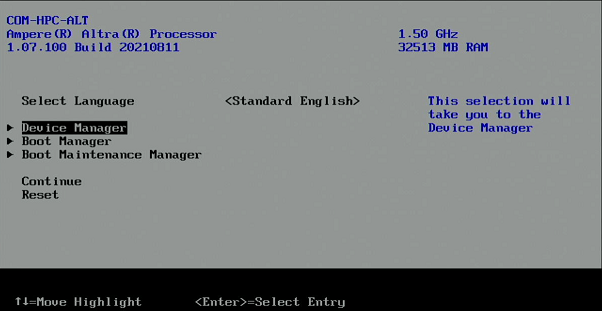 COM-HPC-ALT
Ampere(R) Altra(R) Processor 1.50 GHz
1.07.100 Build 20210811 32513 MB RAM
Select Language <Standard English> This selection will
take you to the
▶ Device Manager Device Manager
▶ Boot Manager
▶ Boot Maintenance Manager
Continue
Reset
↑↓=Move Highlight <Enter>=Select Entry